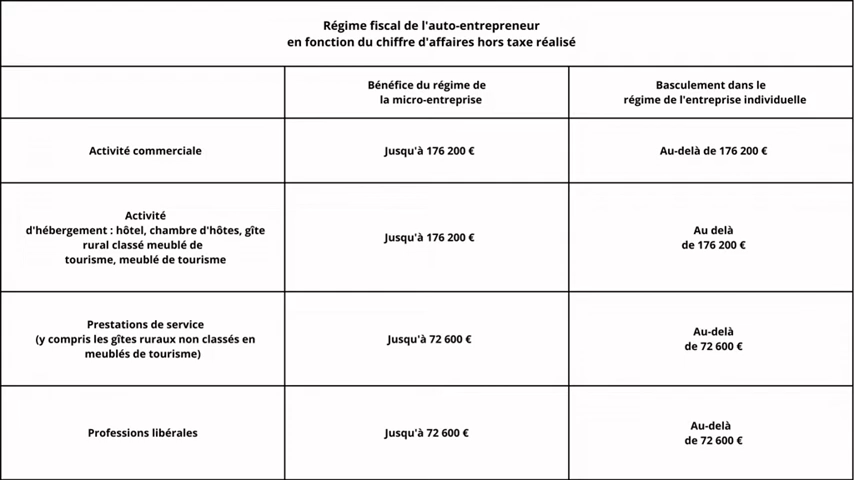 Régime fiscal de l'auto-entrepreneur
en fonction du chiffre d'affaires hors taxe réalisé
Bénéfice du régime de
la micro-entreprise
Basculement dans le
régime de l'entreprise individuelle
Activité commerciale
Jusqu'à 176 200 €
Au-delà de 176 200 €
Activité
d'hébergement : hôtel, chambre d'hôtes, gîte
rural classé meublé de
tourisme, meublé de tourisme
Jusqu'à 176 200 €
Au delà
de 176 200 €
Prestations de service
(y compris les gîtes ruraux non classés en
meublés de tourisme)
Jusqu'à 72 600 €
Au-delà
de 72 600 €
Professions libérales
Jusqu'à 72 600 €
Au-delà
de 72 600 €